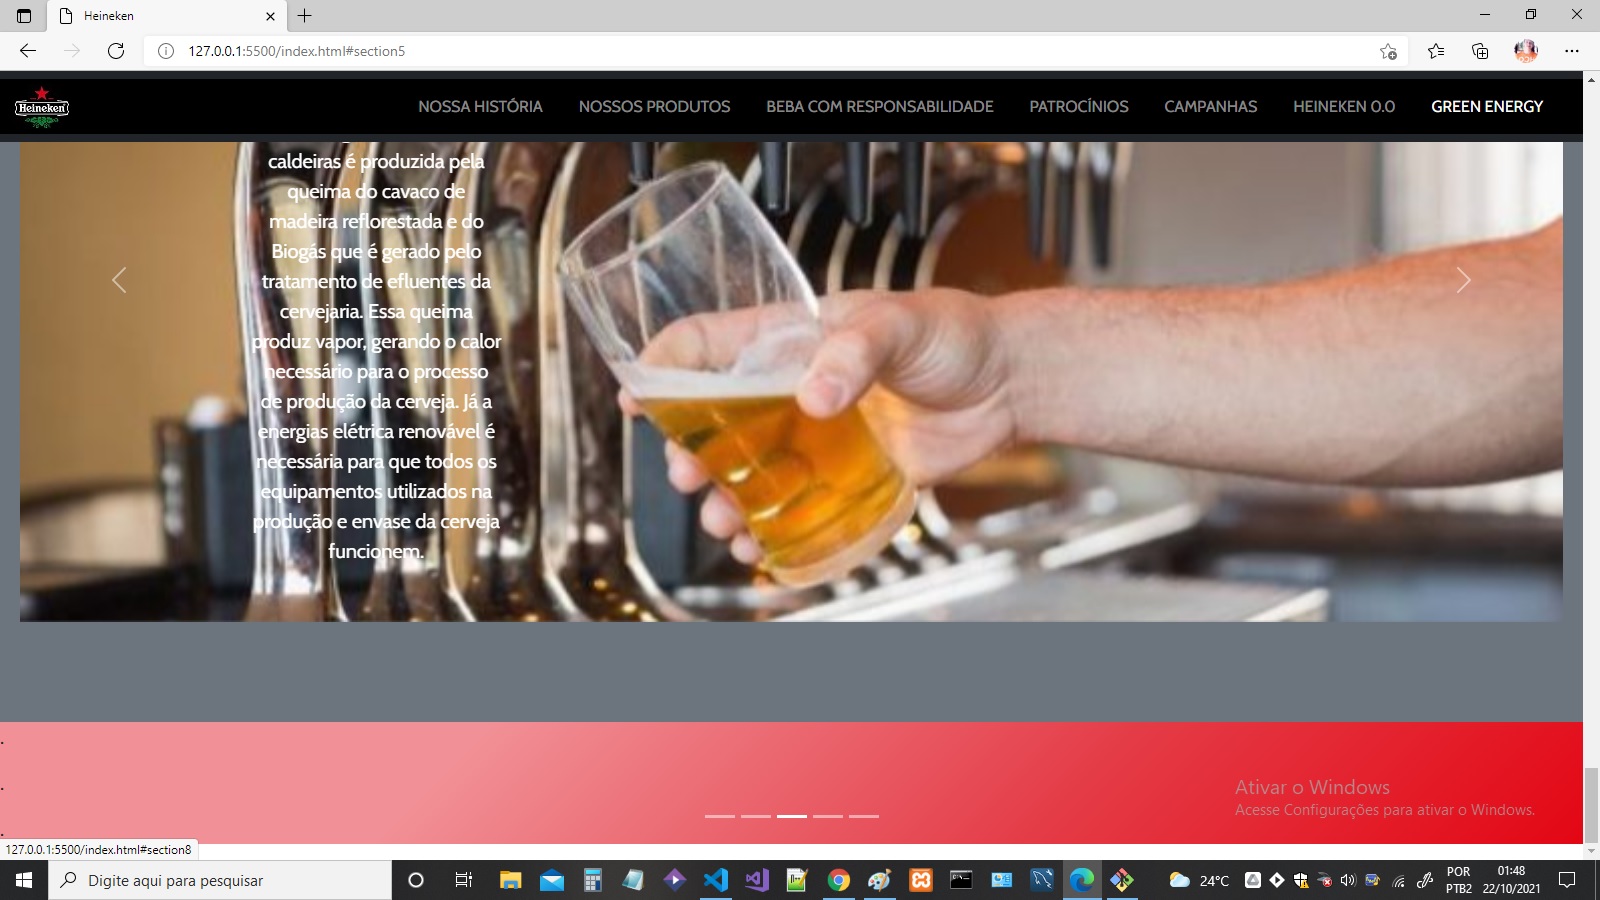 Heineken
127.0.0.1:5500/index.html#section5
Heineken
NOSSA HISTÓRIA
NOSSOS PRODUTOS
BEBA COM RESPONSABILIDADE
PATROCÍNIOS
CAMPANHAS
HEINEKEN 0.0
GREEN ENERGY
caldeiras é produzida pela
queima do cavaco de
madeira reflorestada e do
Biogás que é gerado pelo
tratamento de efluentes da
cervejaria. Essa queima
produz vapor, gerando o calor
necessário para o processo
de produção da cerveja. Já a
energias elétrica renovável é
necessária para que todos os
equipamentos utilizados na
produção e envase da cerveja
funcionem.
.
.
.
Ativar o Windows
Acesse Configurações para ativar o Windows.
127.0.0.1:5500/index.html#section8
Digite aqui para pesquisar
24°C
POR
PTB2
01:48
22/10/2021